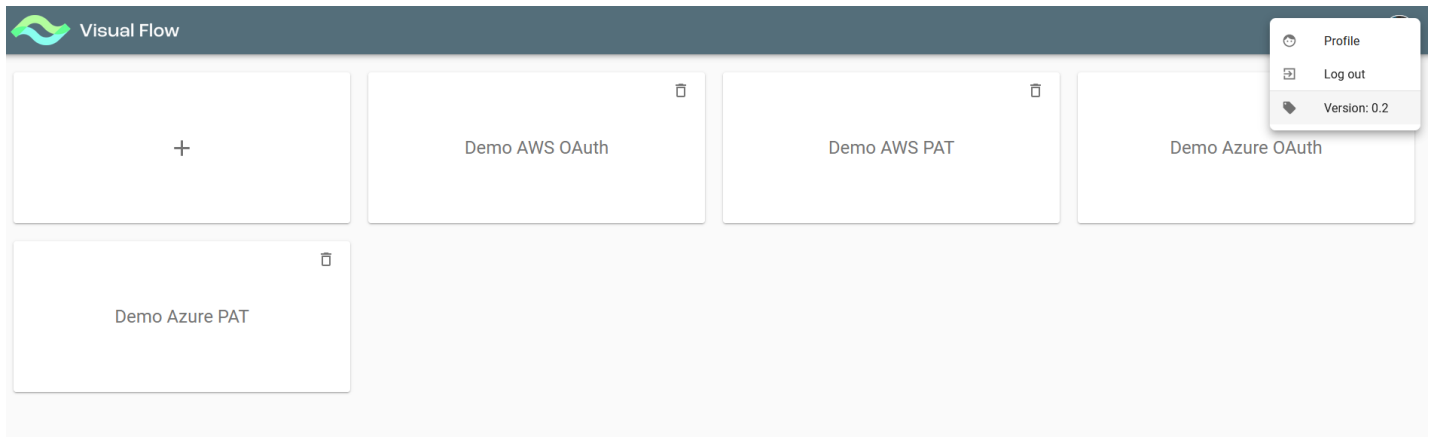 Visual Flow
Profile
Log out
Version: 0.2
Demo AWS OAuth
Demo AWS PAT
Demo Azure OAuth
Demo Azure PAT